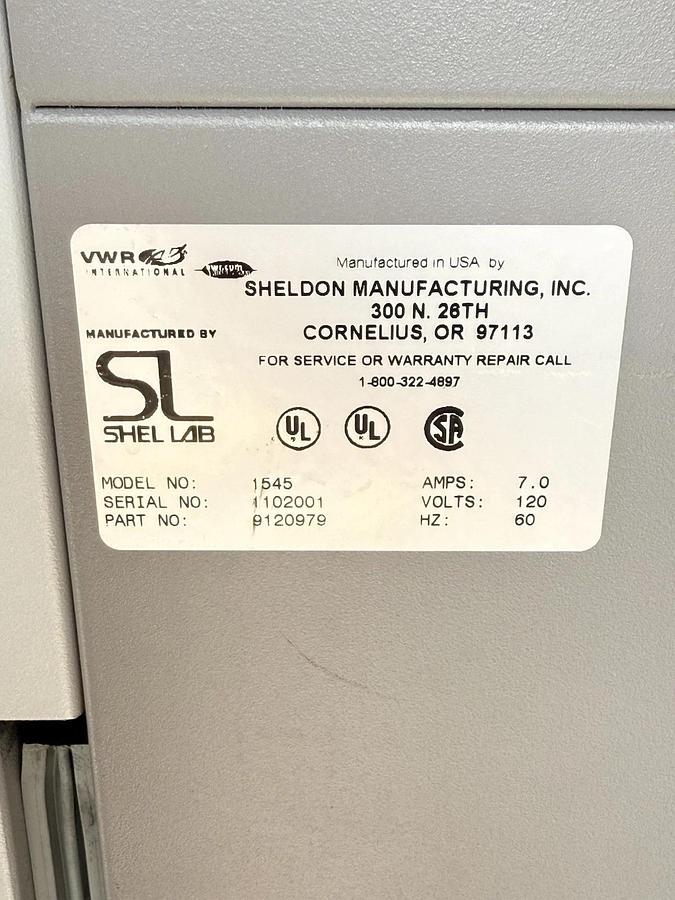 VWR
INTERNATIONAL
Manufactured in USA by
SHELDON MANUFACTURING, INC.
300 N. 26TH
CORNELIUS, OR 97113
MANUFACTURED BY
SL
SHEL LAB
FOR SERVICE OR WARRANTY REPAIR CALL
1-800-322-4897
UL
UL
SA
MODEL NO: 1545 AMPS: 7.0
SERIAL NO: 1102001 VOLTS: 120
PART NO: 9120979 HZ: 60